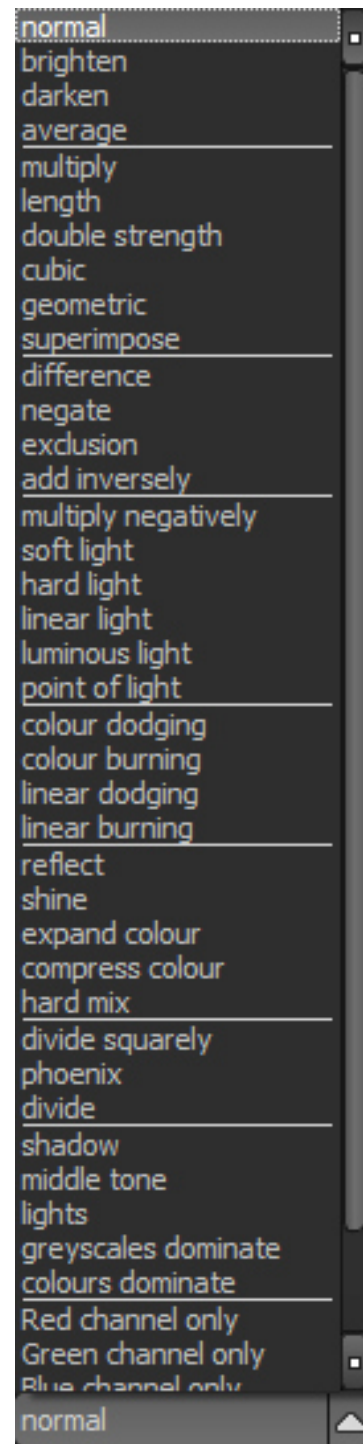 normal
brighten
darken
average
multiply
length
double strength
cubic
geometric
superimpose
difference
negate
exclusion
add inversely
multiply negatively
soft light
hard light
linear light
luminous light
point of light
colour dodging
colour burning
linear dodging
linear burning
reflect
shine
expand colour
compress colour
hard mix
divide squarely
phoenix
divide
shadow
middle tone
lights
greyscales dominate
colours dominate
Red channel only
Green channel only
Blue channel only
normal